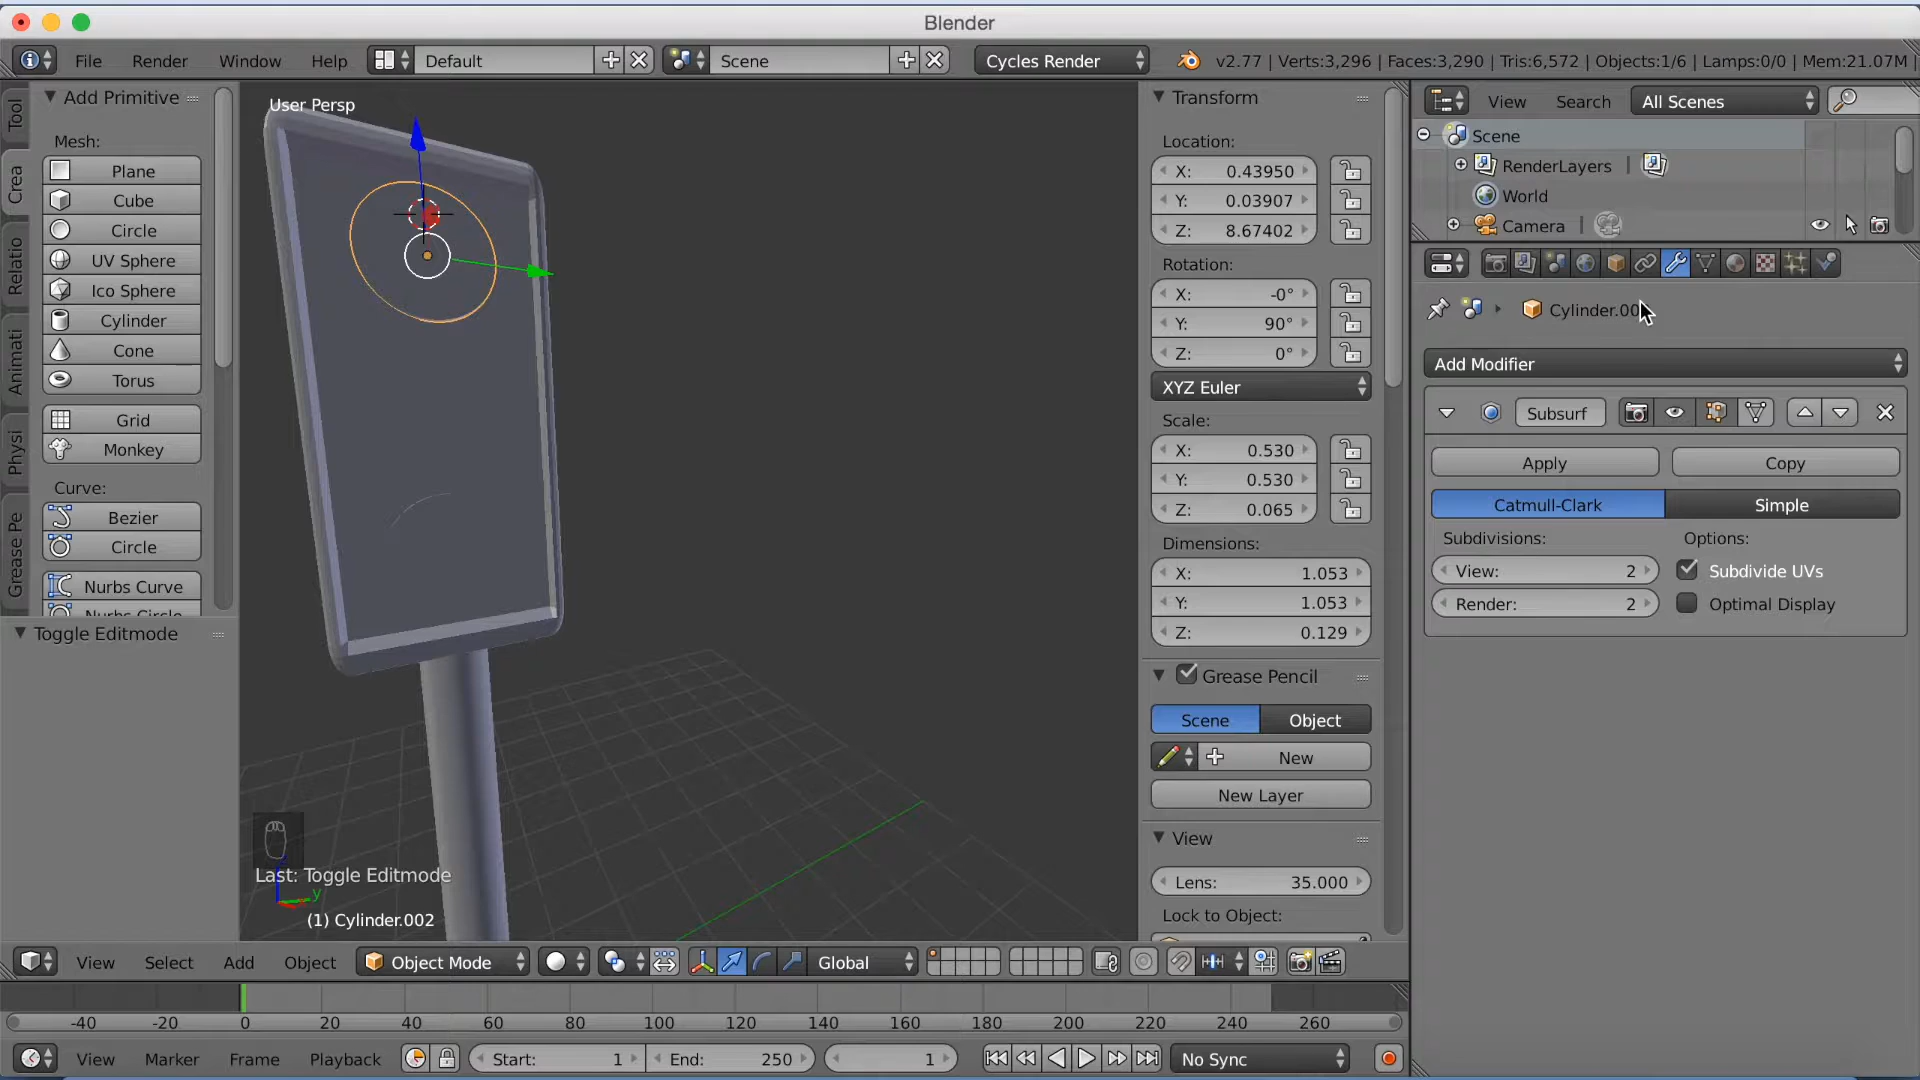 Blender
File Render Window Help Default Scene Cycles Render v2.77 | Verts:3,296 | Faces:3,290 | Tris:6,572 | Objects:1/6 | Lamps:0/0 | Mem:21.07M |
Tool
Crea
Relatio
Animati
Physi
Grease Pe
Add Primitive
Mesh:
Plane
Cube
Circle
UV Sphere
Ico Sphere
Cylinder
Cone
Torus
Grid
Monkey
Curve:
Bezier
Circle
Nurbs Curve
Nurbs Circle
Toggle Editmode
User Persp
Last: Toggle Editmode
y
(1) Cylinder.002
Transform
Location:
X: 0.43950
Y: 0.03907
Z: 8.67402
Rotation:
X: -0°
Y: 90°
Z: 0°
XYZ Euler
Scale:
X: 0.530
Y: 0.530
Z: 0.065
Dimensions:
X: 1.053
Y: 1.053
Z: 0.129
Grease Pencil
Scene Object
New
New Layer
View
Lens: 35.000
Lock to Object:
View Search All Scenes
Scene
RenderLayers |
World
Camera |
Cylinder.00
Add Modifier
Subsurf
Apply Copy
Catmull-Clark Simple
Subdivisions: Options:
View: 2 Subdivide UVs
Render: 2 Optimal Display
View Select Add Object Object Mode Global
-40 -20 0 20 40 60 80 100 120 140 160 180 200 220 240 260
View Marker Frame Playback Start: 1 End: 250 1 No Sync